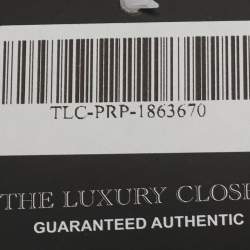 TLC-PRP-1863670
THE LUXURY CLOSE
GUARANTEED AUTHENTIC